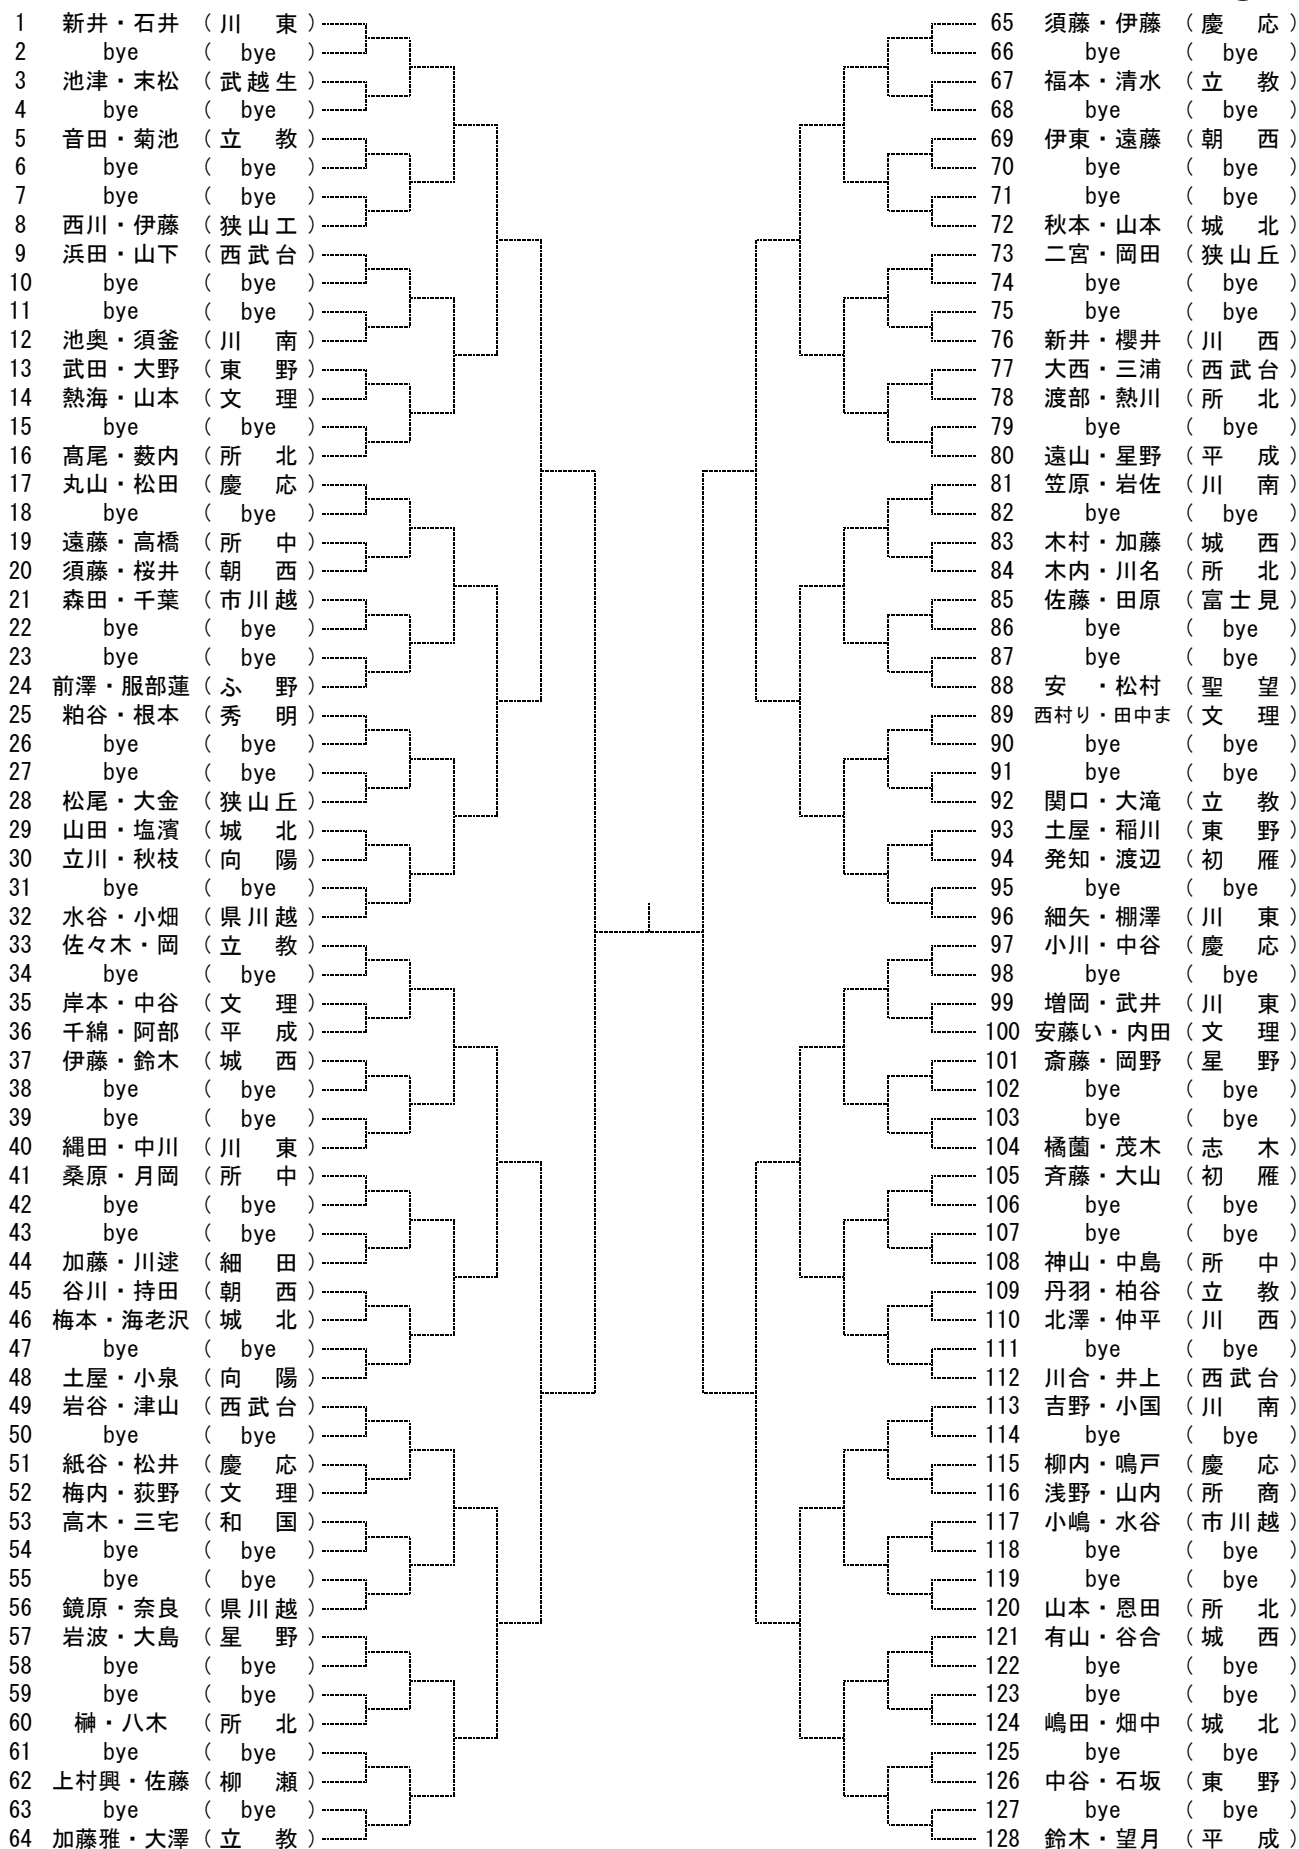 1 新井・石井 （川　東）
2 bye （ bye ）
3 池津・末松 （武越生）
4 bye （ bye ）
5 音田・菊池 （立　教）
6 bye （ bye ）
7 bye （ bye ）
8 西川・伊藤 （狭山工）
9 浜田・山下 （西武台）
10 bye （ bye ）
11 bye （ bye ）
12 池奥・須釜 （川　南）
13 武田・大野 （東　野）
14 熱海・山本 （文　理）
15 bye （ bye ）
16 髙尾・薮内 （所　北）
17 丸山・松田 （慶　応）
18 bye （ bye ）
19 遠藤・高橋 （所　中）
20 須藤・桜井 （朝　西）
21 森田・千葉 （市川越）
22 bye （ bye ）
23 bye （ bye ）
24 前澤・服部蓮 （ふ　野）
25 粕谷・根本 （秀　明）
26 bye （ bye ）
27 bye （ bye ）
28 松尾・大金 （狭山丘）
29 山田・塩濱 （城　北）
30 立川・秋枝 （向　陽）
31 bye （ bye ）
32 水谷・小畑 （県川越）
33 佐々木・岡 （立　教）
34 bye （ bye ）
35 岸本・中谷 （文　理）
36 千綿・阿部 （平　成）
37 伊藤・鈴木 （城　西）
38 bye （ bye ）
39 bye （ bye ）
40 縄田・中川 （川　東）
41 桑原・月岡 （所　中）
42 bye （ bye ）
43 bye （ bye ）
44 加藤・川逑 （細　田）
45 谷川・持田 （朝　西）
46 梅本・海老沢 （城　北）
47 bye （ bye ）
48 土屋・小泉 （向　陽）
49 岩谷・津山 （西武台）
50 bye （ bye ）
51 紙谷・松井 （慶　応）
52 梅内・荻野 （文　理）
53 高木・三宅 （和　国）
54 bye （ bye ）
55 bye （ bye ）
56 鏡原・奈良 （県川越）
57 岩波・大島 （星　野）
58 bye （ bye ）
59 bye （ bye ）
60 榊・八木 （所　北）
61 bye （ bye ）
62 上村興・佐藤 （柳　瀬）
63 bye （ bye ）
64 加藤雅・大澤 （立　教）
65 須藤・伊藤 （慶　応）
66 bye （ bye ）
67 福本・清水 （立　教）
68 bye （ bye ）
69 伊東・遠藤 （朝　西）
70 bye （ bye ）
71 bye （ bye ）
72 秋本・山本 （城　北）
73 二宮・岡田 （狭山丘）
74 bye （ bye ）
75 bye （ bye ）
76 新井・櫻井 （川　西）
77 大西・三浦 （西武台）
78 渡部・熱川 （所　北）
79 bye （ bye ）
80 遠山・星野 （平　成）
81 笠原・岩佐 （川　南）
82 bye （ bye ）
83 木村・加藤 （城　西）
84 木内・川名 （所　北）
85 佐藤・田原 （富士見）
86 bye （ bye ）
87 bye （ bye ）
88 安　・松村 （聖　望）
89 西村り・田中ま （文　理）
90 bye （ bye ）
91 bye （ bye ）
92 関口・大滝 （立　教）
93 土屋・稲川 （東　野）
94 発知・渡辺 （初　雁）
95 bye （ bye ）
96 細矢・棚澤 （川　東）
97 小川・中谷 （慶　応）
98 bye （ bye ）
99 増岡・武井 （川　東）
100 安藤い・内田 （文　理）
101 斎藤・岡野 （星　野）
102 bye （ bye ）
103 bye （ bye ）
104 橘薗・茂木 （志　木）
105 斉藤・大山 （初　雁）
106 bye （ bye ）
107 bye （ bye ）
108 神山・中島 （所　中）
109 丹羽・柏谷 （立　教）
110 北澤・仲平 （川　西）
111 bye （ bye ）
112 川合・井上 （西武台）
113 吉野・小国 （川　南）
114 bye （ bye ）
115 柳内・鳴戸 （慶　応）
116 浅野・山内 （所　商）
117 小嶋・水谷 （市川越）
118 bye （ bye ）
119 bye （ bye ）
120 山本・恩田 （所　北）
121 有山・谷合 （城　西）
122 bye （ bye ）
123 bye （ bye ）
124 嶋田・畑中 （城　北）
125 bye （ bye ）
126 中谷・石坂 （東　野）
127 bye （ bye ）
128 鈴木・望月 （平　成）